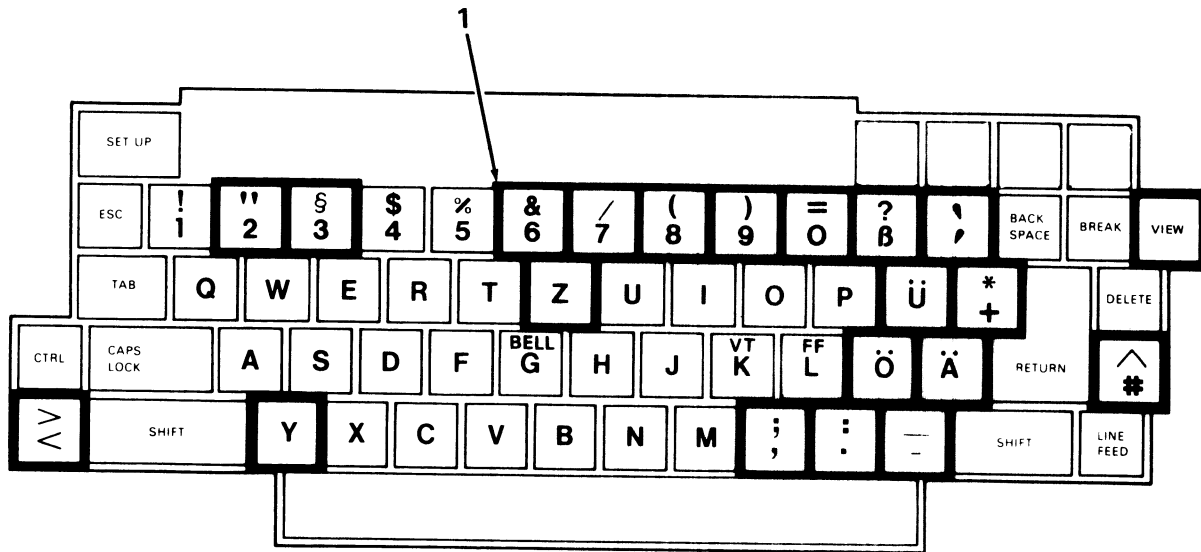 1
SET UP
ESC ! 1 " 2 § 3 $ 4 % 5 & 6 / 7 ( 8 ) 9 = 0 ? ß ` ´ BACK SPACE BREAK VIEW
TAB Q W E R T Z U I O P Ü * + DELETE
CTRL CAPS LOCK A S D F BELL G H J VT K FF L Ö Ä RETURN ^ #
> < SHIFT Y X C V B N M ; , : . _ - SHIFT LINE FEED